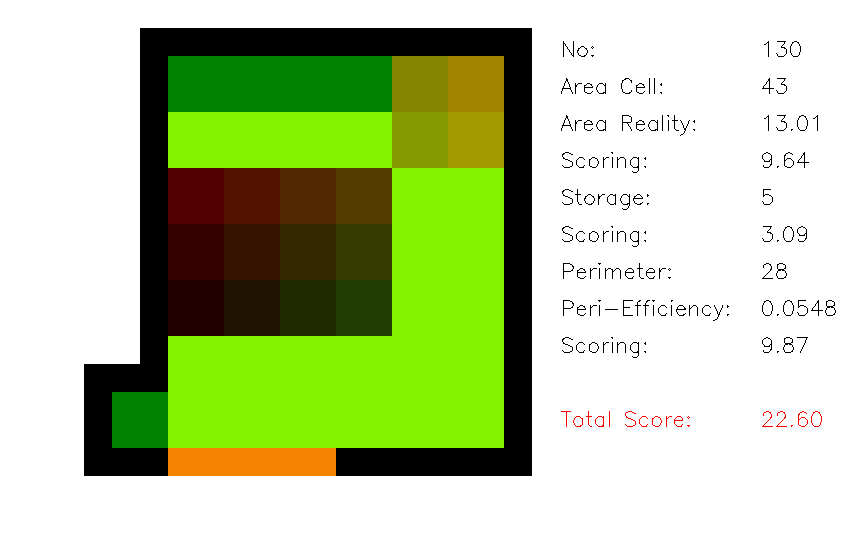 No: 130
Area Cell: 43
Area Reality: 13.01
Scoring: 9.64
Storage: 5
Scoring: 3.09
Perimeter: 28
Peri-Efficiency: 0.0548
Scoring: 9.87
Total Score: 22.60